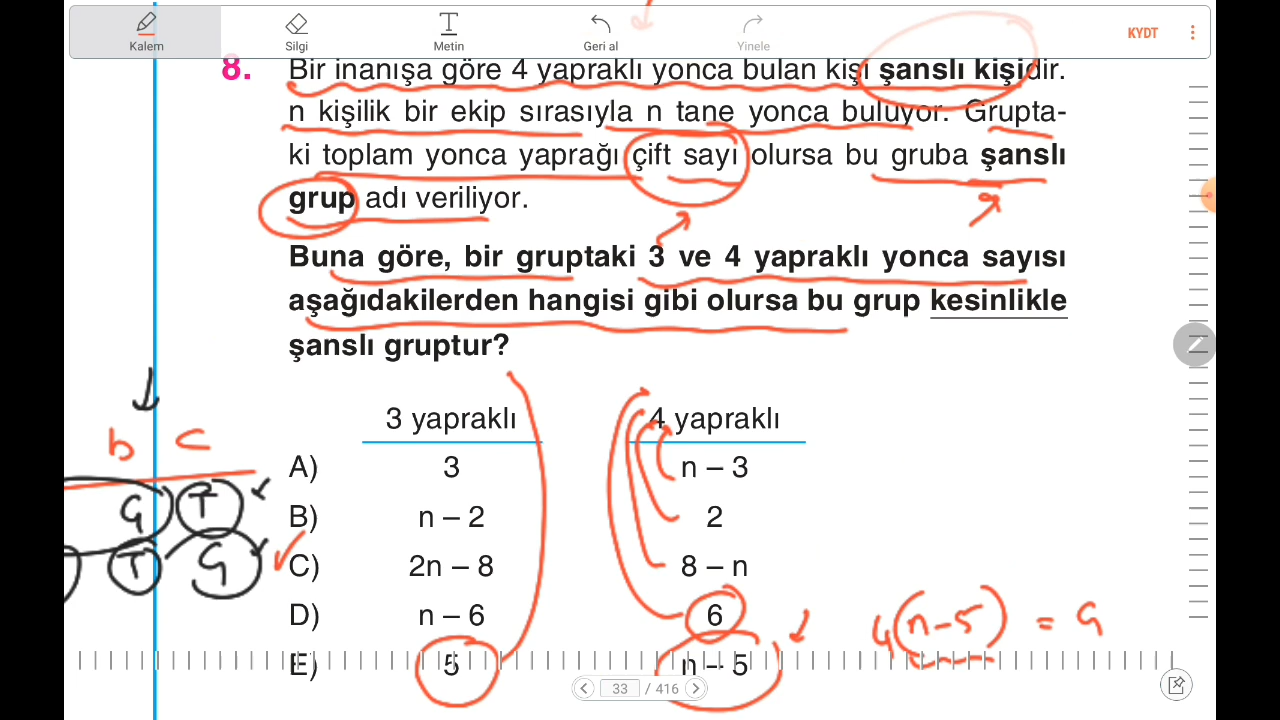 Kalem Silgi Metin Geri al Yinele KYDT
8. Bir inanışa göre 4 yapraklı yonca bulan kişi şanslı kişidir.
n kişilik bir ekip sırasıyla n tane yonca buluyor. Grupta-
ki toplam yonca yaprağı çift sayı olursa bu gruba şanslı
grup adı veriliyor.
Buna göre, bir gruptaki 3 ve 4 yapraklı yonca sayısı
aşağıdakilerden hangisi gibi olursa bu grup kesinlikle
şanslı gruptur?
3 yapraklı 4 yapraklı
b c
A) 3 n – 3
Ç T
B) n – 2 2
T Ç
C) 2n – 8 8 – n
D) n – 6 6
4(n-5) = Ç
E) 5 n – 5
33 / 416